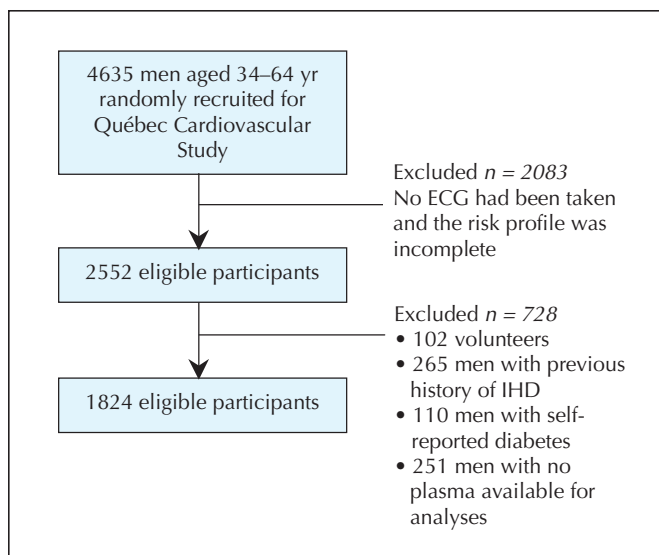 4635 men aged 34–64 yr
randomly recruited for
Québec Cardiovascular
Study
Excluded n = 2083
No ECG had been taken
and the risk profile was
incomplete
2552 eligible participants
Excluded n = 728
• 102 volunteers
• 265 men with previous
history of IHD
• 110 men with self-
reported diabetes
• 251 men with no
plasma available for
analyses
1824 eligible participants